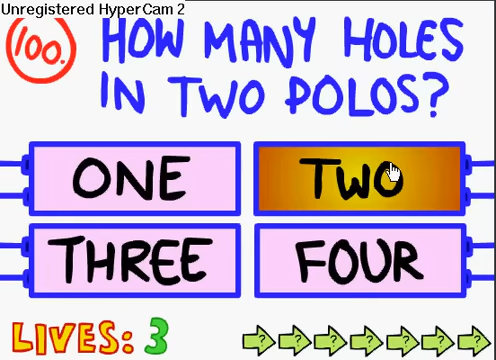 Unregistered HyperCam 2
100.
HOW MANY HOLES
IN TWO POLOS?
ONE
TWO
THREE
FOUR
LIVES: 3
? ? ? ? ? ? ?